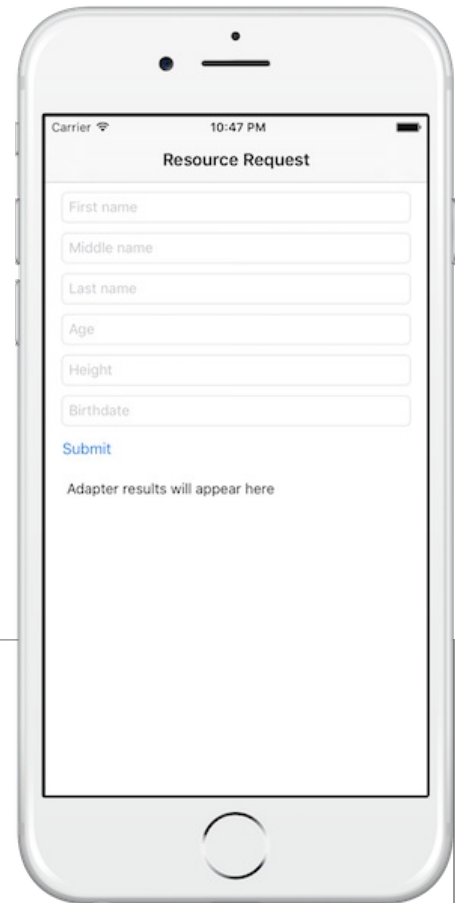 Carrier 10:47 PM
Resource Request
First name
Middle name
Last name
Age
Height
Birthdate
Submit
Adapter results will appear here